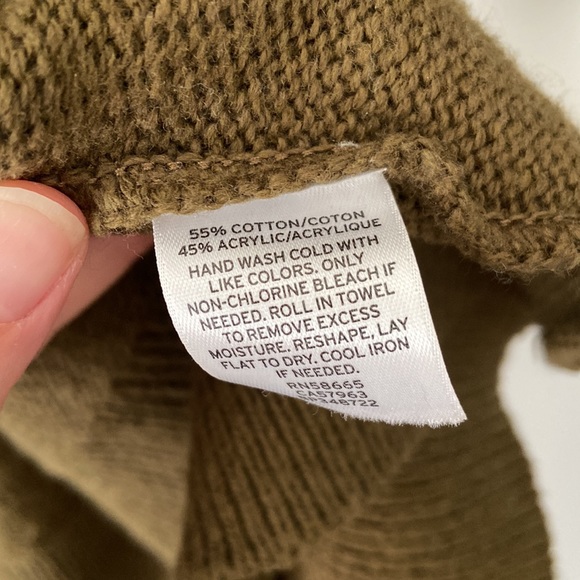 55% COTTON/COTON
45% ACRYLIC/ACRYLIQUE
HAND WASH COLD WITH
LIKE COLORS. ONLY
NON-CHLORINE BLEACH IF
NEEDED. ROLL IN TOWEL
TO REMOVE EXCESS
MOISTURE. RESHAPE, LAY
FLAT TO DRY. COOL IRON
IF NEEDED.
RN58665
CA57963